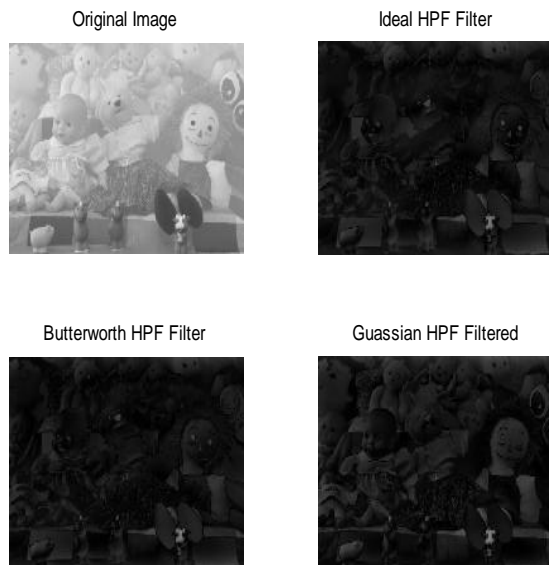 Original Image
Ideal HPF Filter
Butterworth HPF Filter
Guassian HPF Filtered